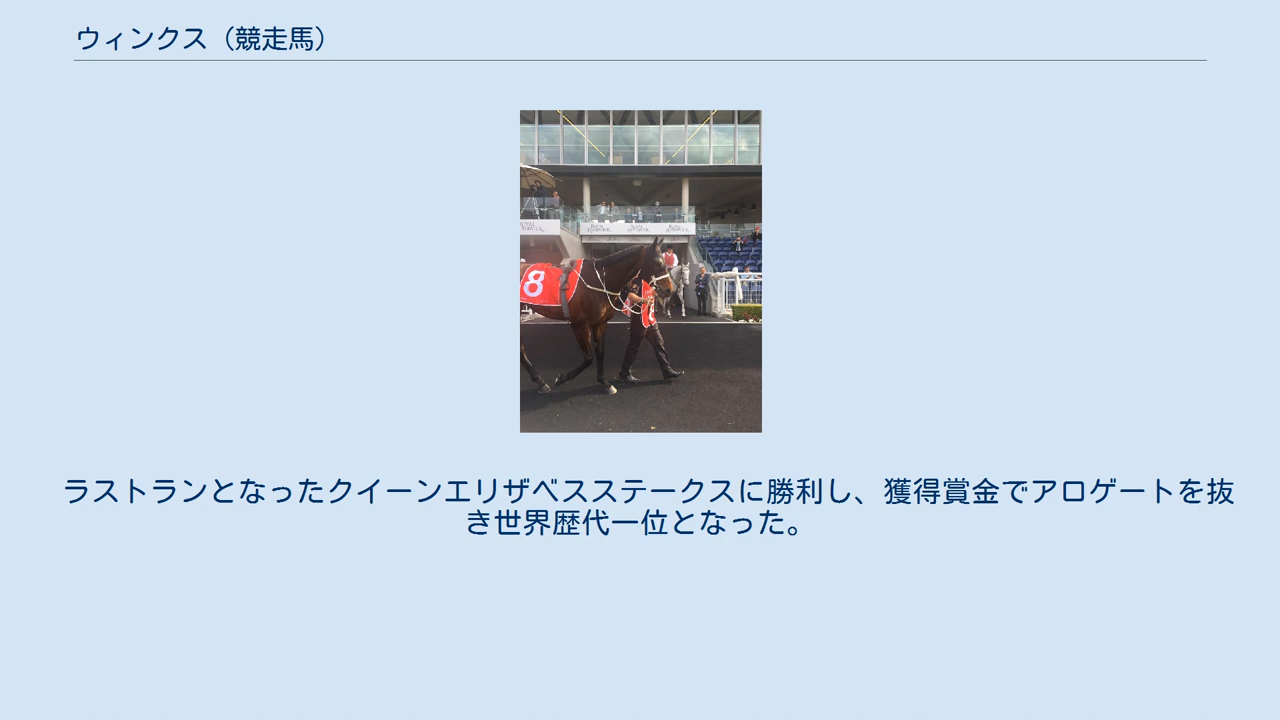 ウィンクス（競走馬）
8
ラストランとなったクイーンエリザベスステークスに勝利し、獲得賞金でアロゲートを抜
き世界歴代一位となった。